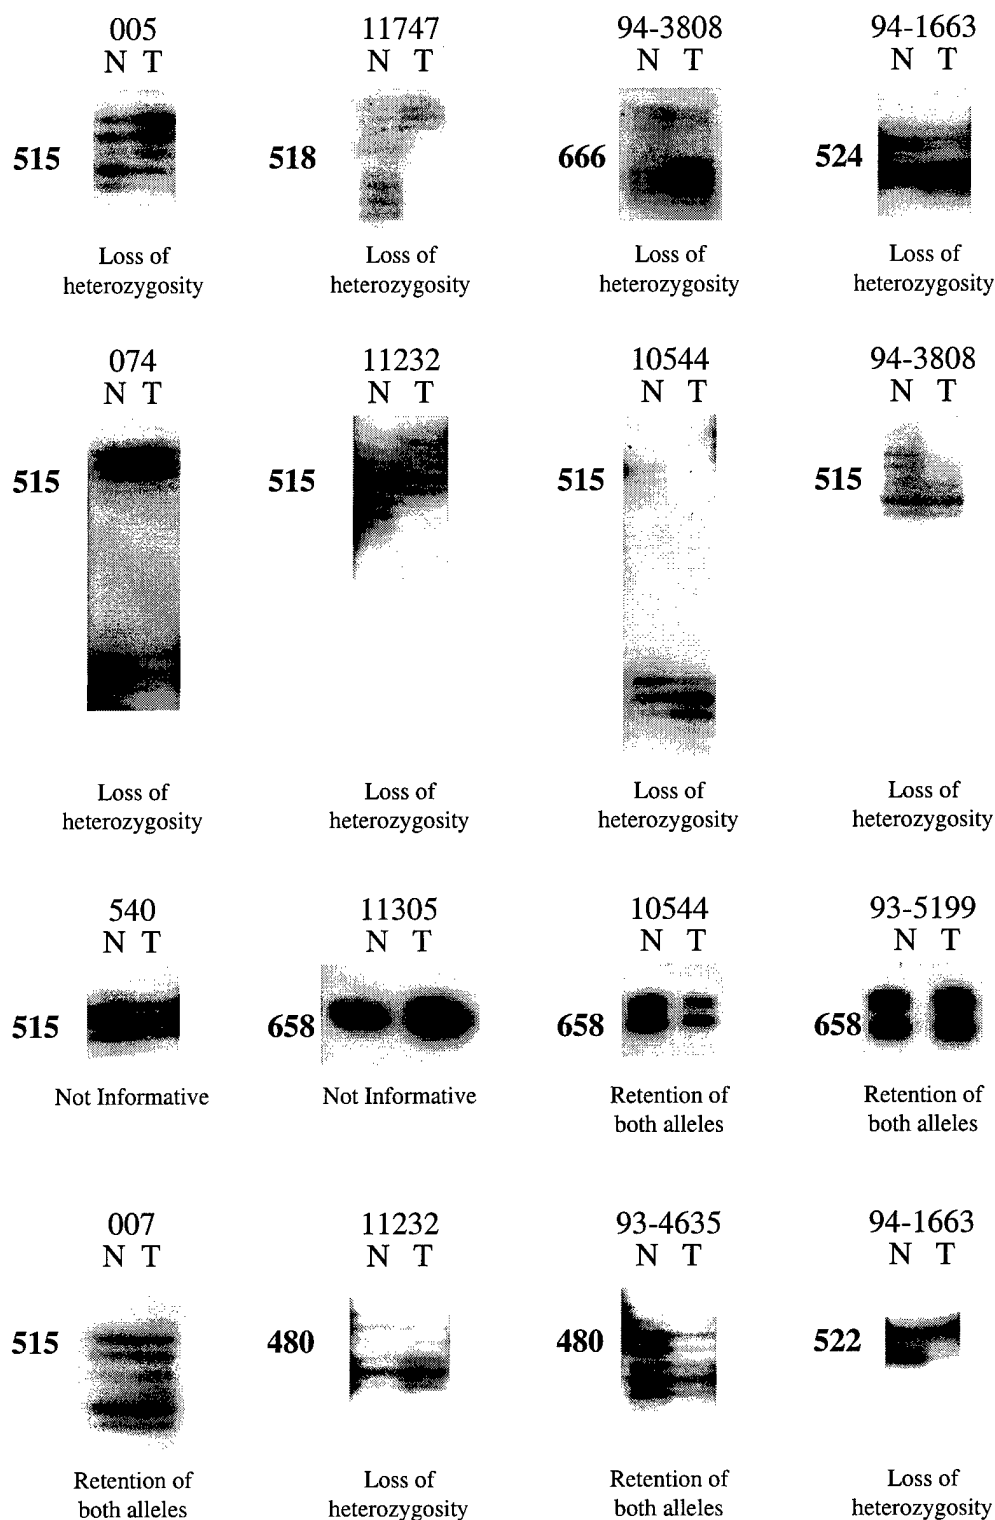 005 11747 94-3808 94-1663
N T N T N T N T
515 518 666 524
Loss of Loss of Loss of Loss of
heterozygosity heterozygosity heterozygosity heterozygosity
074 11232 10544 94-3808
N T N T N T N T
515 515 515 515
Loss of Loss of Loss of Loss of
heterozygosity heterozygosity heterozygosity heterozygosity
540 11305 10544 93-5199
N T N T N T N T
515 658 658 658
Not Informative Not Informative Retention of Retention of
both alleles both alleles
007 11232 93-4635 94-1663
N T N T N T N T
515 480 480 522
Retention of Loss of Retention of Loss of
both alleles heterozygosity both alleles heterozygosity